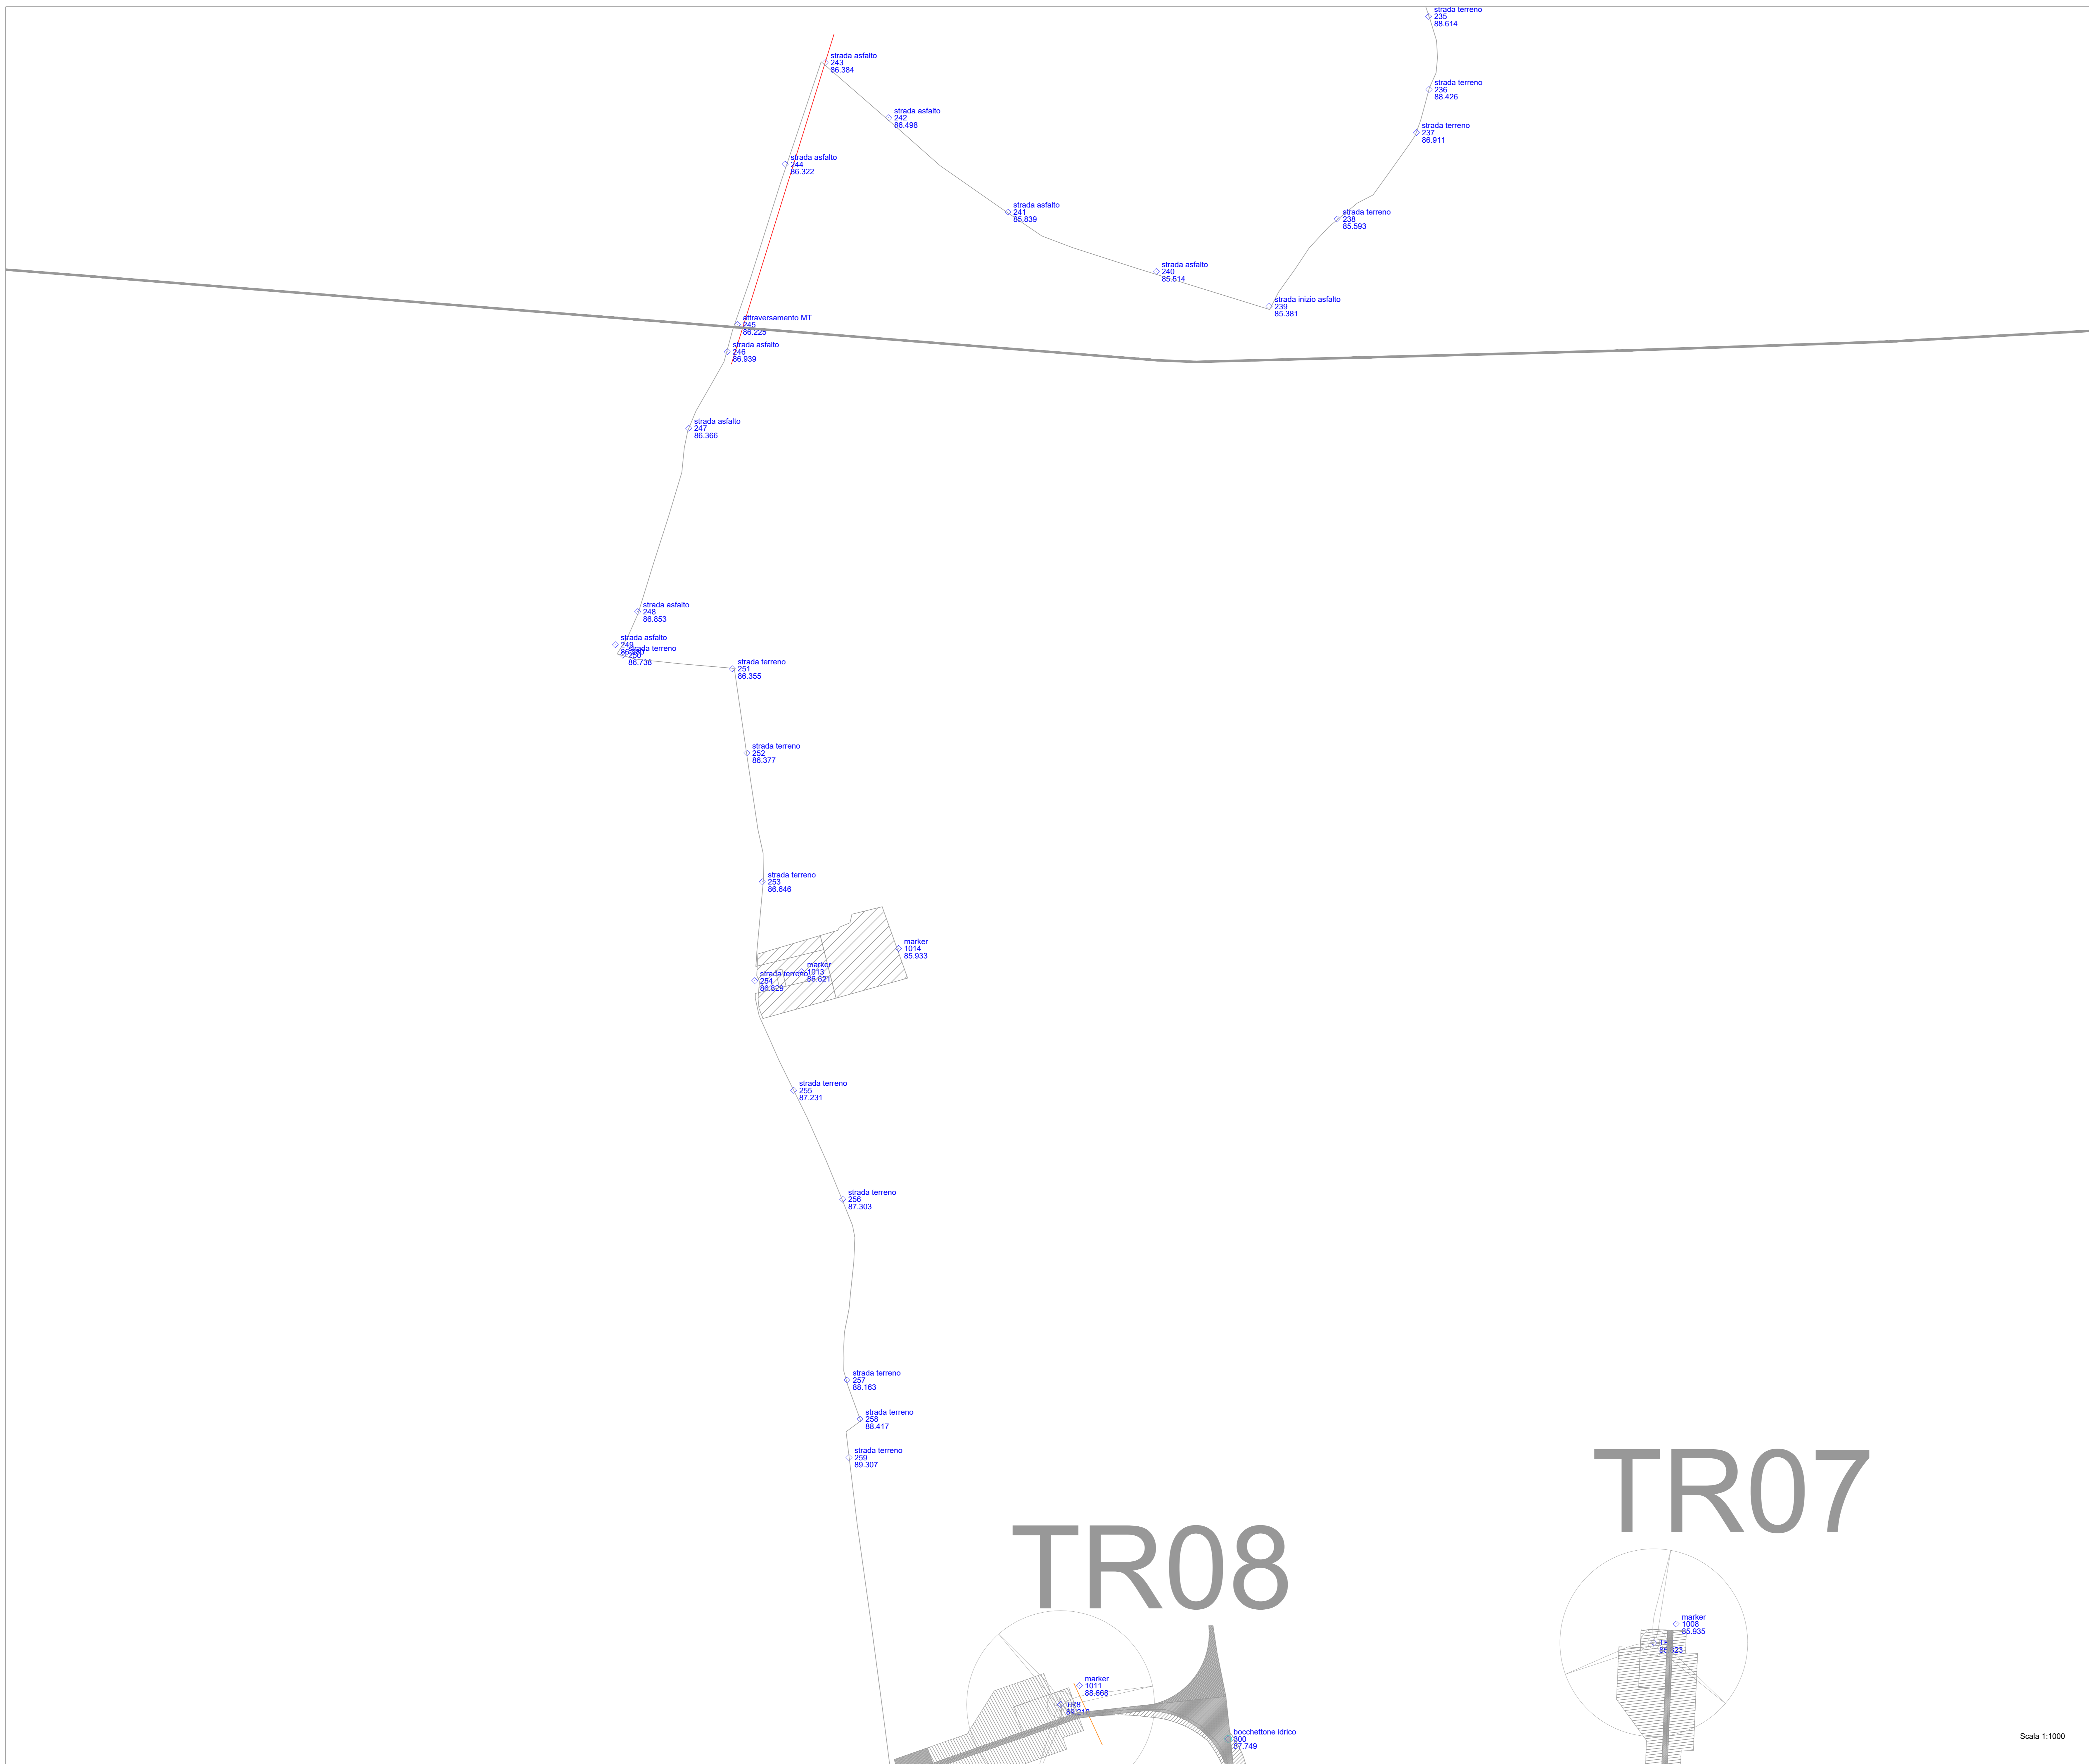 strada terreno
235
88.614
strada asfalto
243
86.384
strada terreno
236
88.426
strada asfalto
242
86.498
strada terreno
237
86.911
strada asfalto
244
86.322
strada asfalto
241
85.839
strada terreno
238
85.593
strada asfalto
240
85.514
strada inizio asfalto
239
85.381
attraversamento MT
245
86.225
strada asfalto
246
86.939
strada asfalto
247
86.366
strada asfalto
248
86.853
strada asfalto
249
strada terreno
250
86.738
strada terreno
251
86.355
strada terreno
252
86.377
strada terreno
253
86.646
marker
1014
85.933
marker
1013
86.621
strada terreno
254
86.829
strada terreno
255
87.231
strada terreno
256
87.303
strada terreno
257
88.163
strada terreno
258
88.417
strada terreno
259
89.307
TR07
TR08
marker
1008
85.935
marker
1011
88.668
TR8
bocchettone idrico
300
87.749
Scala 1:1000